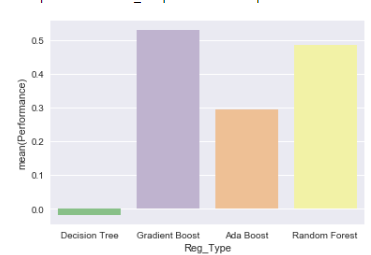 0.5
0.4
0.3
0.2
0.1
0.0
mean(Performance)
Decision Tree Gradient Boost Ada Boost Random Forest
Reg_Type